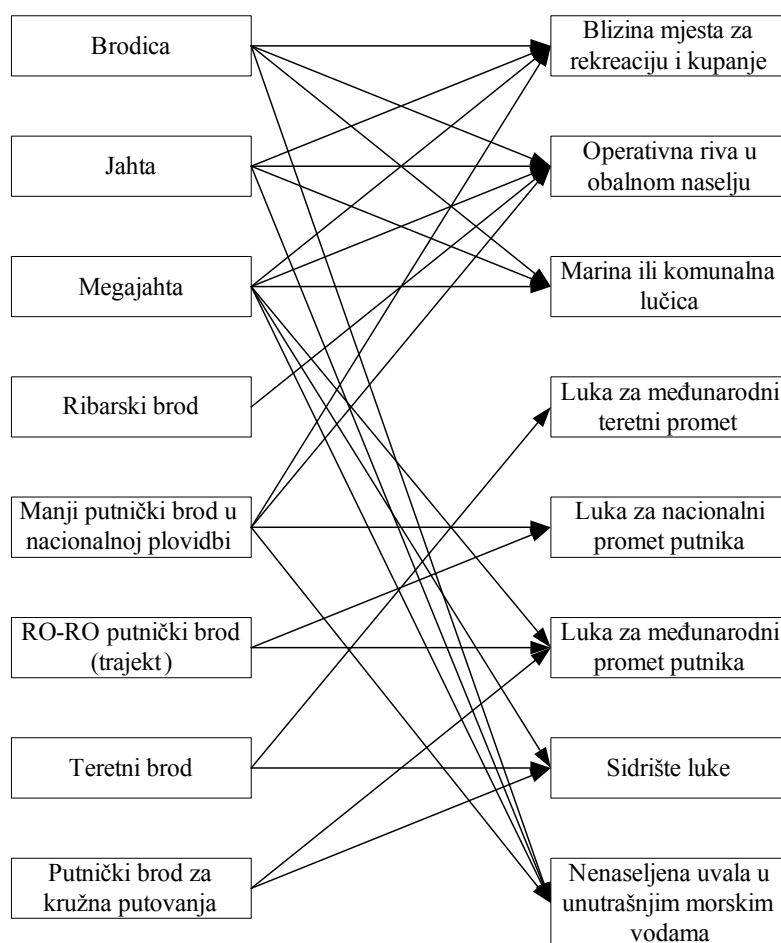 Brodica
Blizina mjesta za
rekreaciju i kupanje
Jahta
Operativna riva u
obalnom naselju
Megajahta
Marina ili komunalna
lučica
Ribarski brod
Luka za međunarodni
teretni promet
Manji putnički brod u
nacionalnoj plovidbi
Luka za nacionalni
promet putnika
RO-RO putnički brod
(trajekt)
Luka za međunarodni
promet putnika
Teretni brod
Sidrište luke
Putnički brod za
kružna putovanja
Nenaseljena uvala u
unutrašnjim morskim
vodama